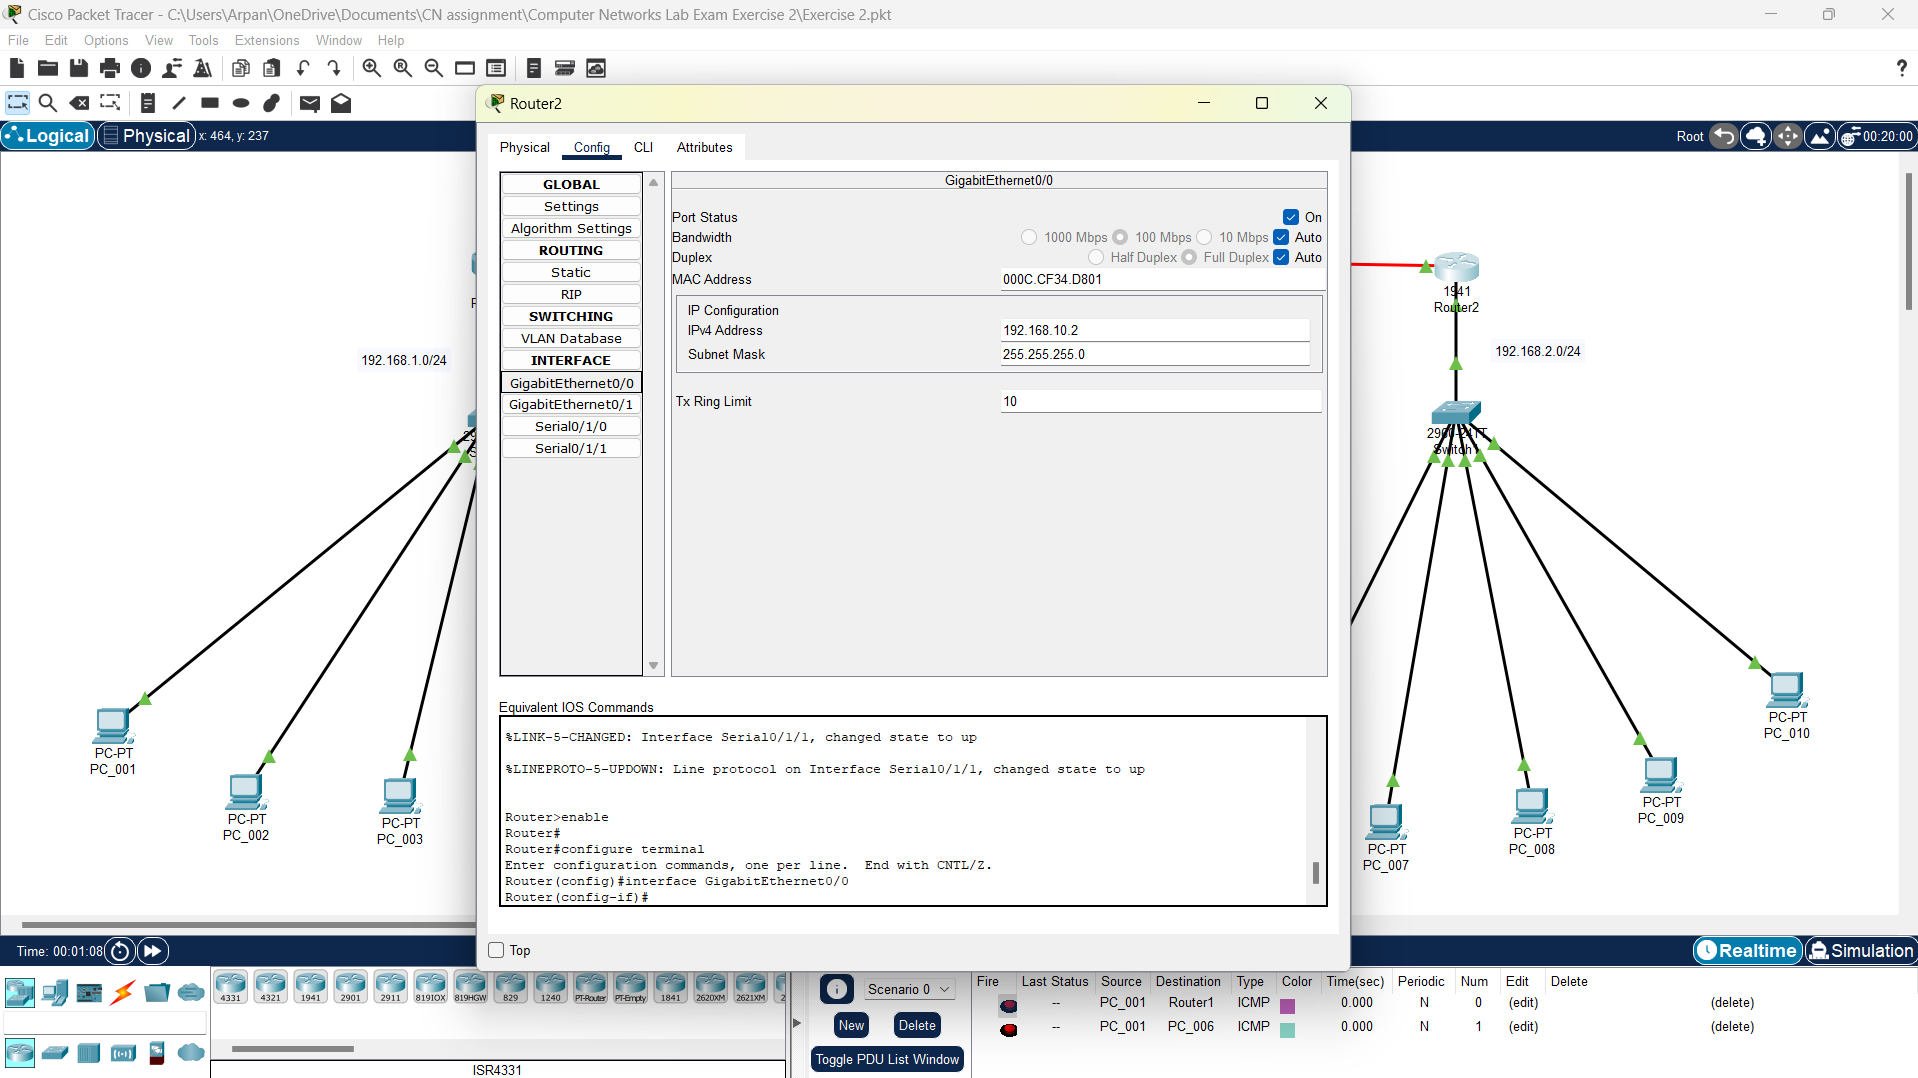 Cisco Packet Tracer - C:\Users\Arpan\OneDrive\Documents\CN assignment\Computer Networks Lab Exam Exercise 2\Exercise 2.pkt
File Edit Options View Tools Extensions Window Help
?
Logical Physical x: 464, y: 237
Root 00:20:00
Router2
Physical Config CLI Attributes
GLOBAL
Settings
Algorithm Settings
ROUTING
Static
RIP
SWITCHING
VLAN Database
INTERFACE
GigabitEthernet0/0
GigabitEthernet0/1
Serial0/1/0
Serial0/1/1
GigabitEthernet0/0
Port Status On
Bandwidth 1000 Mbps 100 Mbps 10 Mbps Auto
Duplex Half Duplex Full Duplex Auto
MAC Address 000C.CF34.D801
IP Configuration
IPv4 Address 192.168.10.2
Subnet Mask 255.255.255.0
Tx Ring Limit 10
Equivalent IOS Commands
%LINK-5-CHANGED: Interface Serial0/1/1, changed state to up
%LINEPROTO-5-UPDOWN: Line protocol on Interface Serial0/1/1, changed state to up
Router>enable
Router#
Router#configure terminal
Enter configuration commands, one per line. End with CNTL/Z.
Router(config)#interface GigabitEthernet0/0
Router(config-if)#
Top
192.168.1.0/24
PC-PT
PC_001
PC-PT
PC_002
PC-PT
PC_003
1941
Router2
192.168.2.0/24
2960-24TT
Switch1
PC-PT
PC_007
PC-PT
PC_008
PC-PT
PC_009
PC-PT
PC_010
Time: 00:01:08
Realtime Simulation
4331 4321 1941 2901 2911 819IOX 819HGW 829 1240 PT-Router PT-Empty 1841 2620XM 2621XM
ISR4331
Scenario 0
New Delete
Toggle PDU List Window
Fire Last Status Source Destination Type Color Time(sec) Periodic Num Edit Delete
-- PC_001 Router1 ICMP 0.000 N 0 (edit) (delete)
-- PC_001 PC_006 ICMP 0.000 N 1 (edit) (delete)